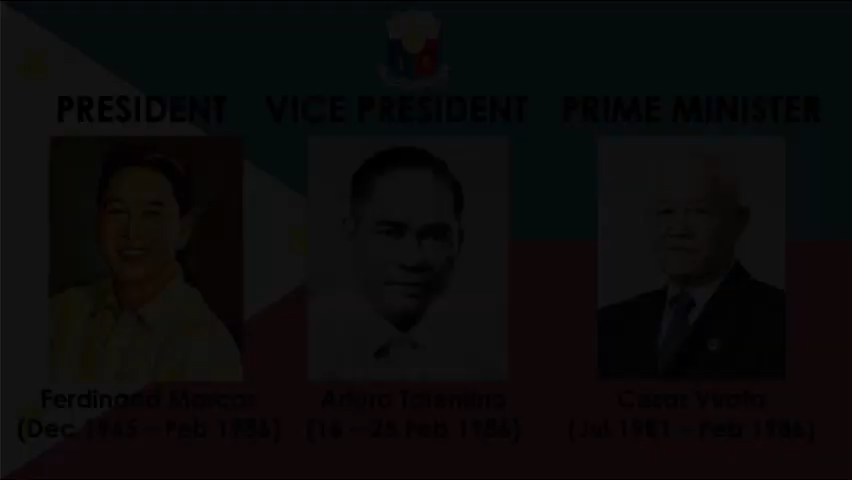 PRESIDENT VICE PRESIDENT PRIME MINISTER
Ferdinand Marcos Arturo Tolentino Cesar Virata
(Dec 1965 - Feb 1986) (16 - 25 Feb 1986) (Jul 1981 - Feb 1986)